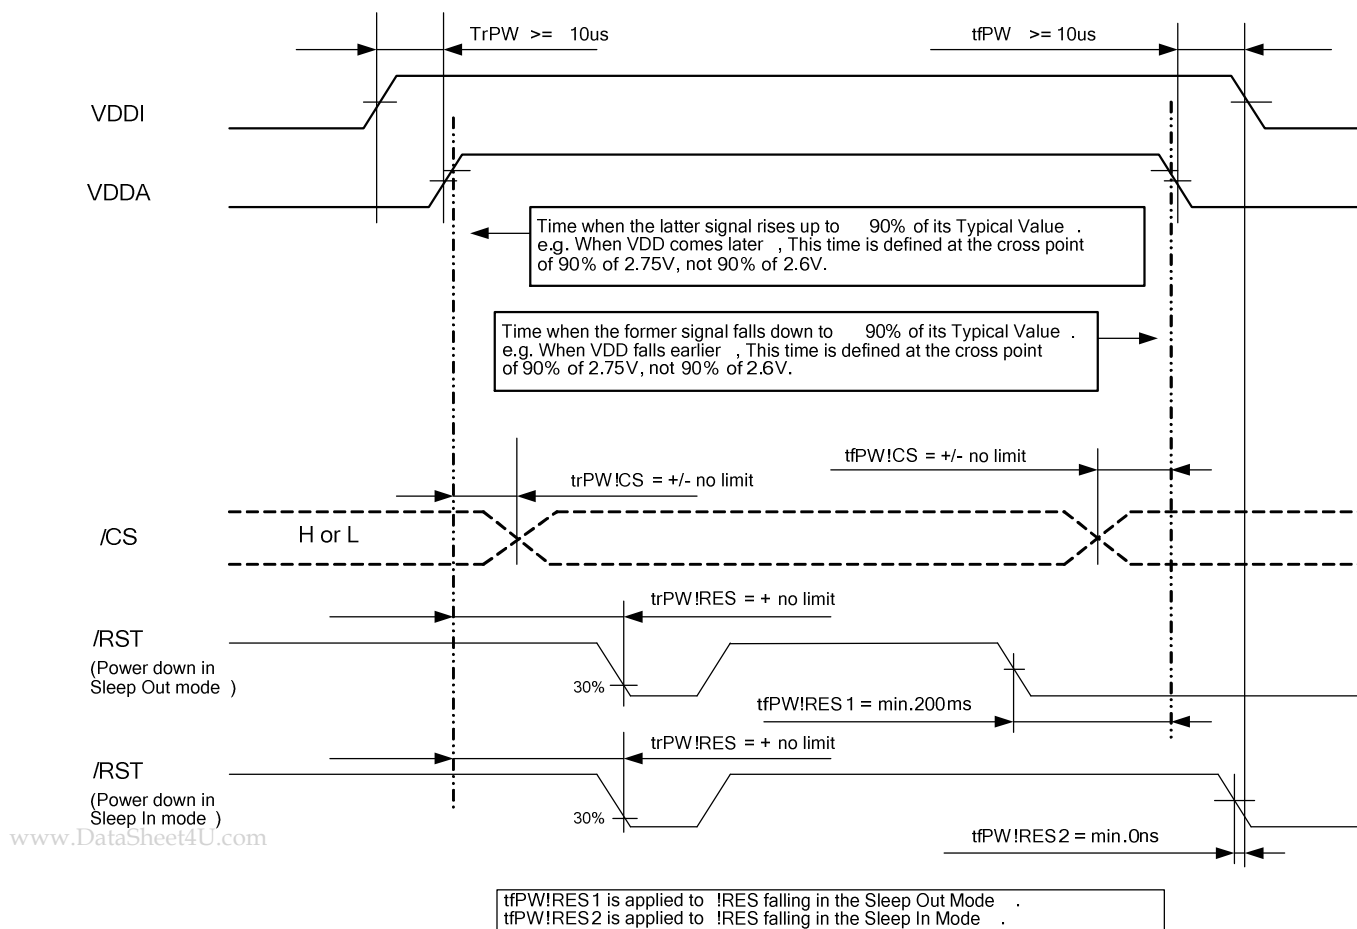 TrPW >= 10us
tfPW >= 10us
VDDI
VDDA
Time when the latter signal rises up to 90% of its Typical Value .
e.g. When VDD comes later , This time is defined at the cross point
of 90% of 2.75V, not 90% of 2.6V.
Time when the former signal falls down to 90% of its Typical Value .
e.g. When VDD falls earlier , This time is defined at the cross point
of 90% of 2.75V, not 90% of 2.6V.
tfPW!CS = +/- no limit
trPW!CS = +/- no limit
/CS
H or L
trPW!RES = + no limit
/RST
(Power down in
Sleep Out mode )
30%
tfPW!RES1 = min.200ms
trPW!RES = + no limit
/RST
(Power down in
Sleep In mode )
30%
www.DataSheet4U.com
tfPW!RES2 = min.0ns
tfPW!RES1 is applied to !RES falling in the Sleep Out Mode .
tfPW!RES2 is applied to !RES falling in the Sleep In Mode .